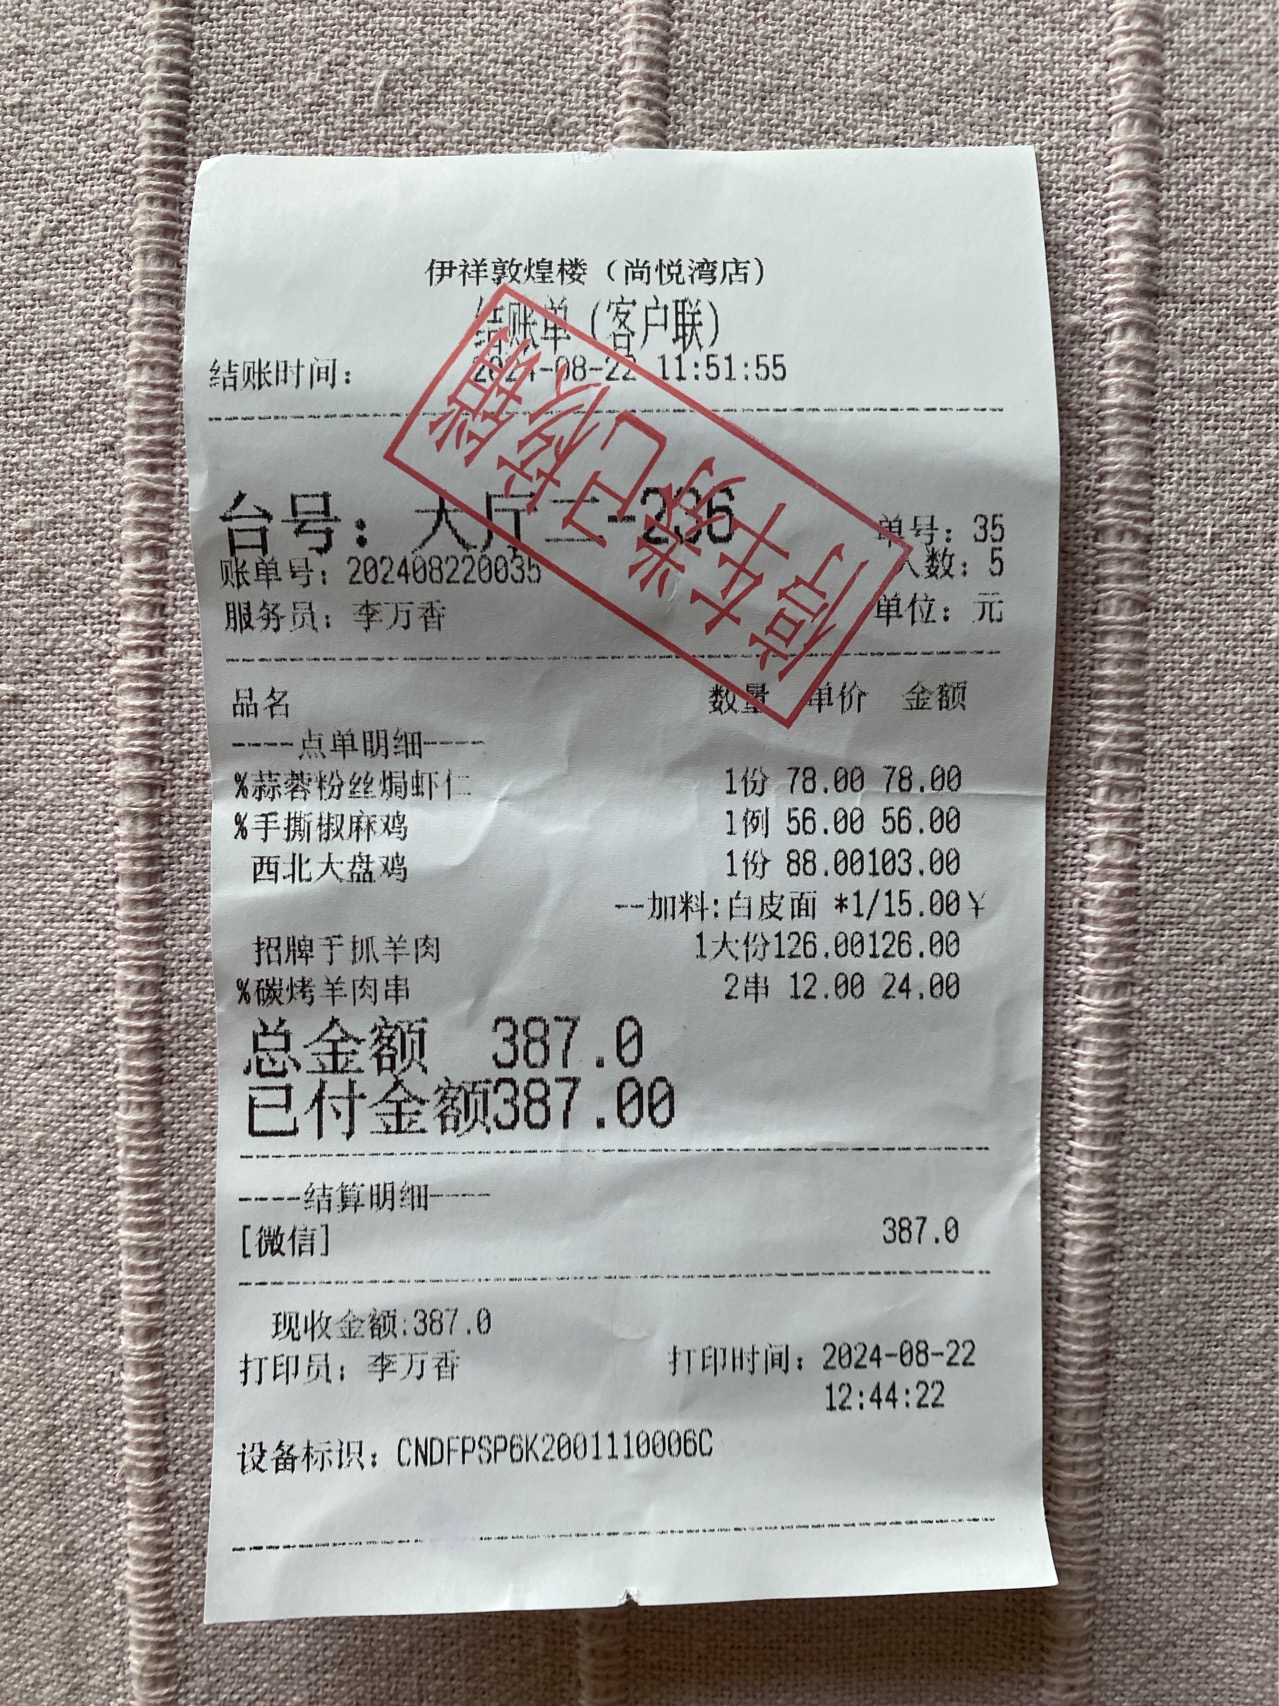 伊祥敦煌楼（尚悦湾店）
结账单（客户联）
结账时间： 2024-08-22 11:51:55
停车券已核销
台号：大厅二-236 单号：35
账单号：202408220035 人数：5
服务员：李万香 单位：元
品名 数量 单价 金额
----点单明细----
%蒜蓉粉丝焗虾仁 1份 78.00 78.00
%手撕椒麻鸡 1例 56.00 56.00
西北大盘鸡 1份 88.00103.00
--加料:白皮面 *1/15.00￥
招牌手抓羊肉 1大份126.00126.00
%碳烤羊肉串 2串 12.00 24.00
总金额 387.0
已付金额387.00
----结算明细----
[微信] 387.0
现收金额:387.0
打印员：李万香 打印时间：2024-08-22
12:44:22
设备标识：CNDFPSP6K2001110006C